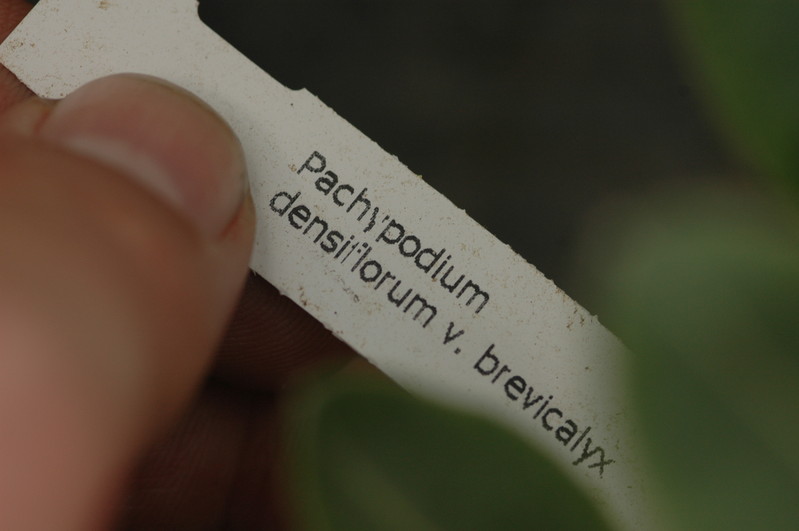 Pachypodium
densiflorum v. brevicalyx